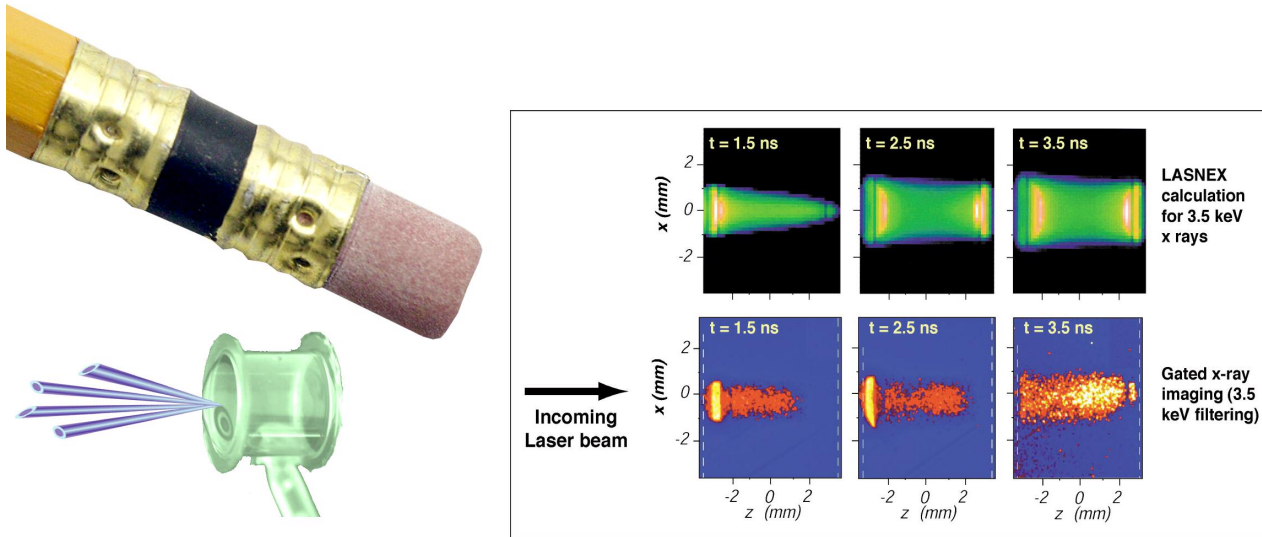 t = 1.5 ns
t = 2.5 ns
t = 3.5 ns
2
0
-2
x (mm)
LASNEX
calculation
for 3.5 keV
x rays
t = 1.5 ns
t = 2.5 ns
t = 3.5 ns
2
0
-2
x (mm)
Incoming
Laser beam
Gated x-ray
imaging (3.5
keV filtering)
-2 0 2
-2 0 2
-2 0 2
z (mm)
z (mm)
z (mm)